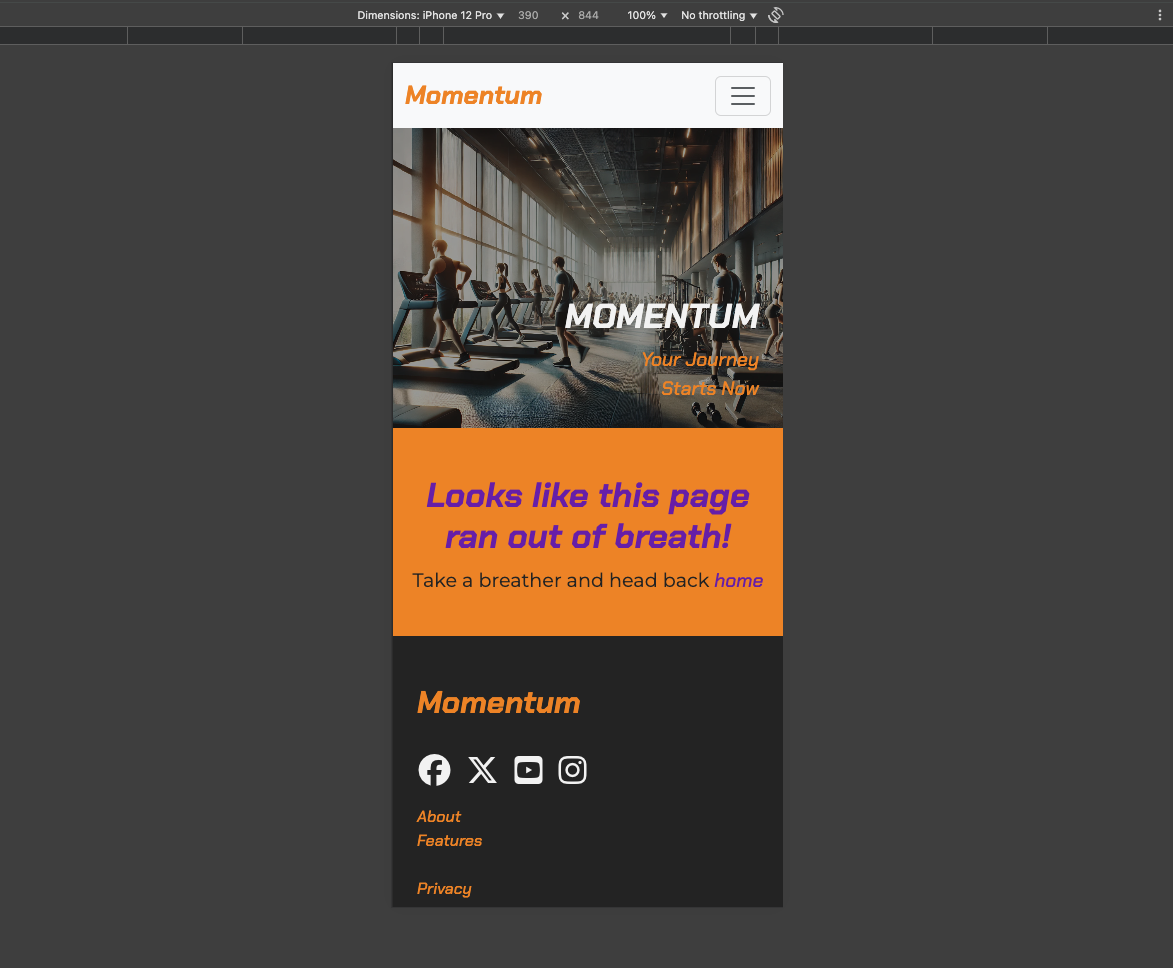 Dimensions: iPhone 12 Pro ▼ 390 × 844 100% ▼ No throttling ▼
Momentum
MOMENTUM
Your Journey
Starts Now
Looks like this page
ran out of breath!
Take a breather and head back home
Momentum
About
Features
Privacy